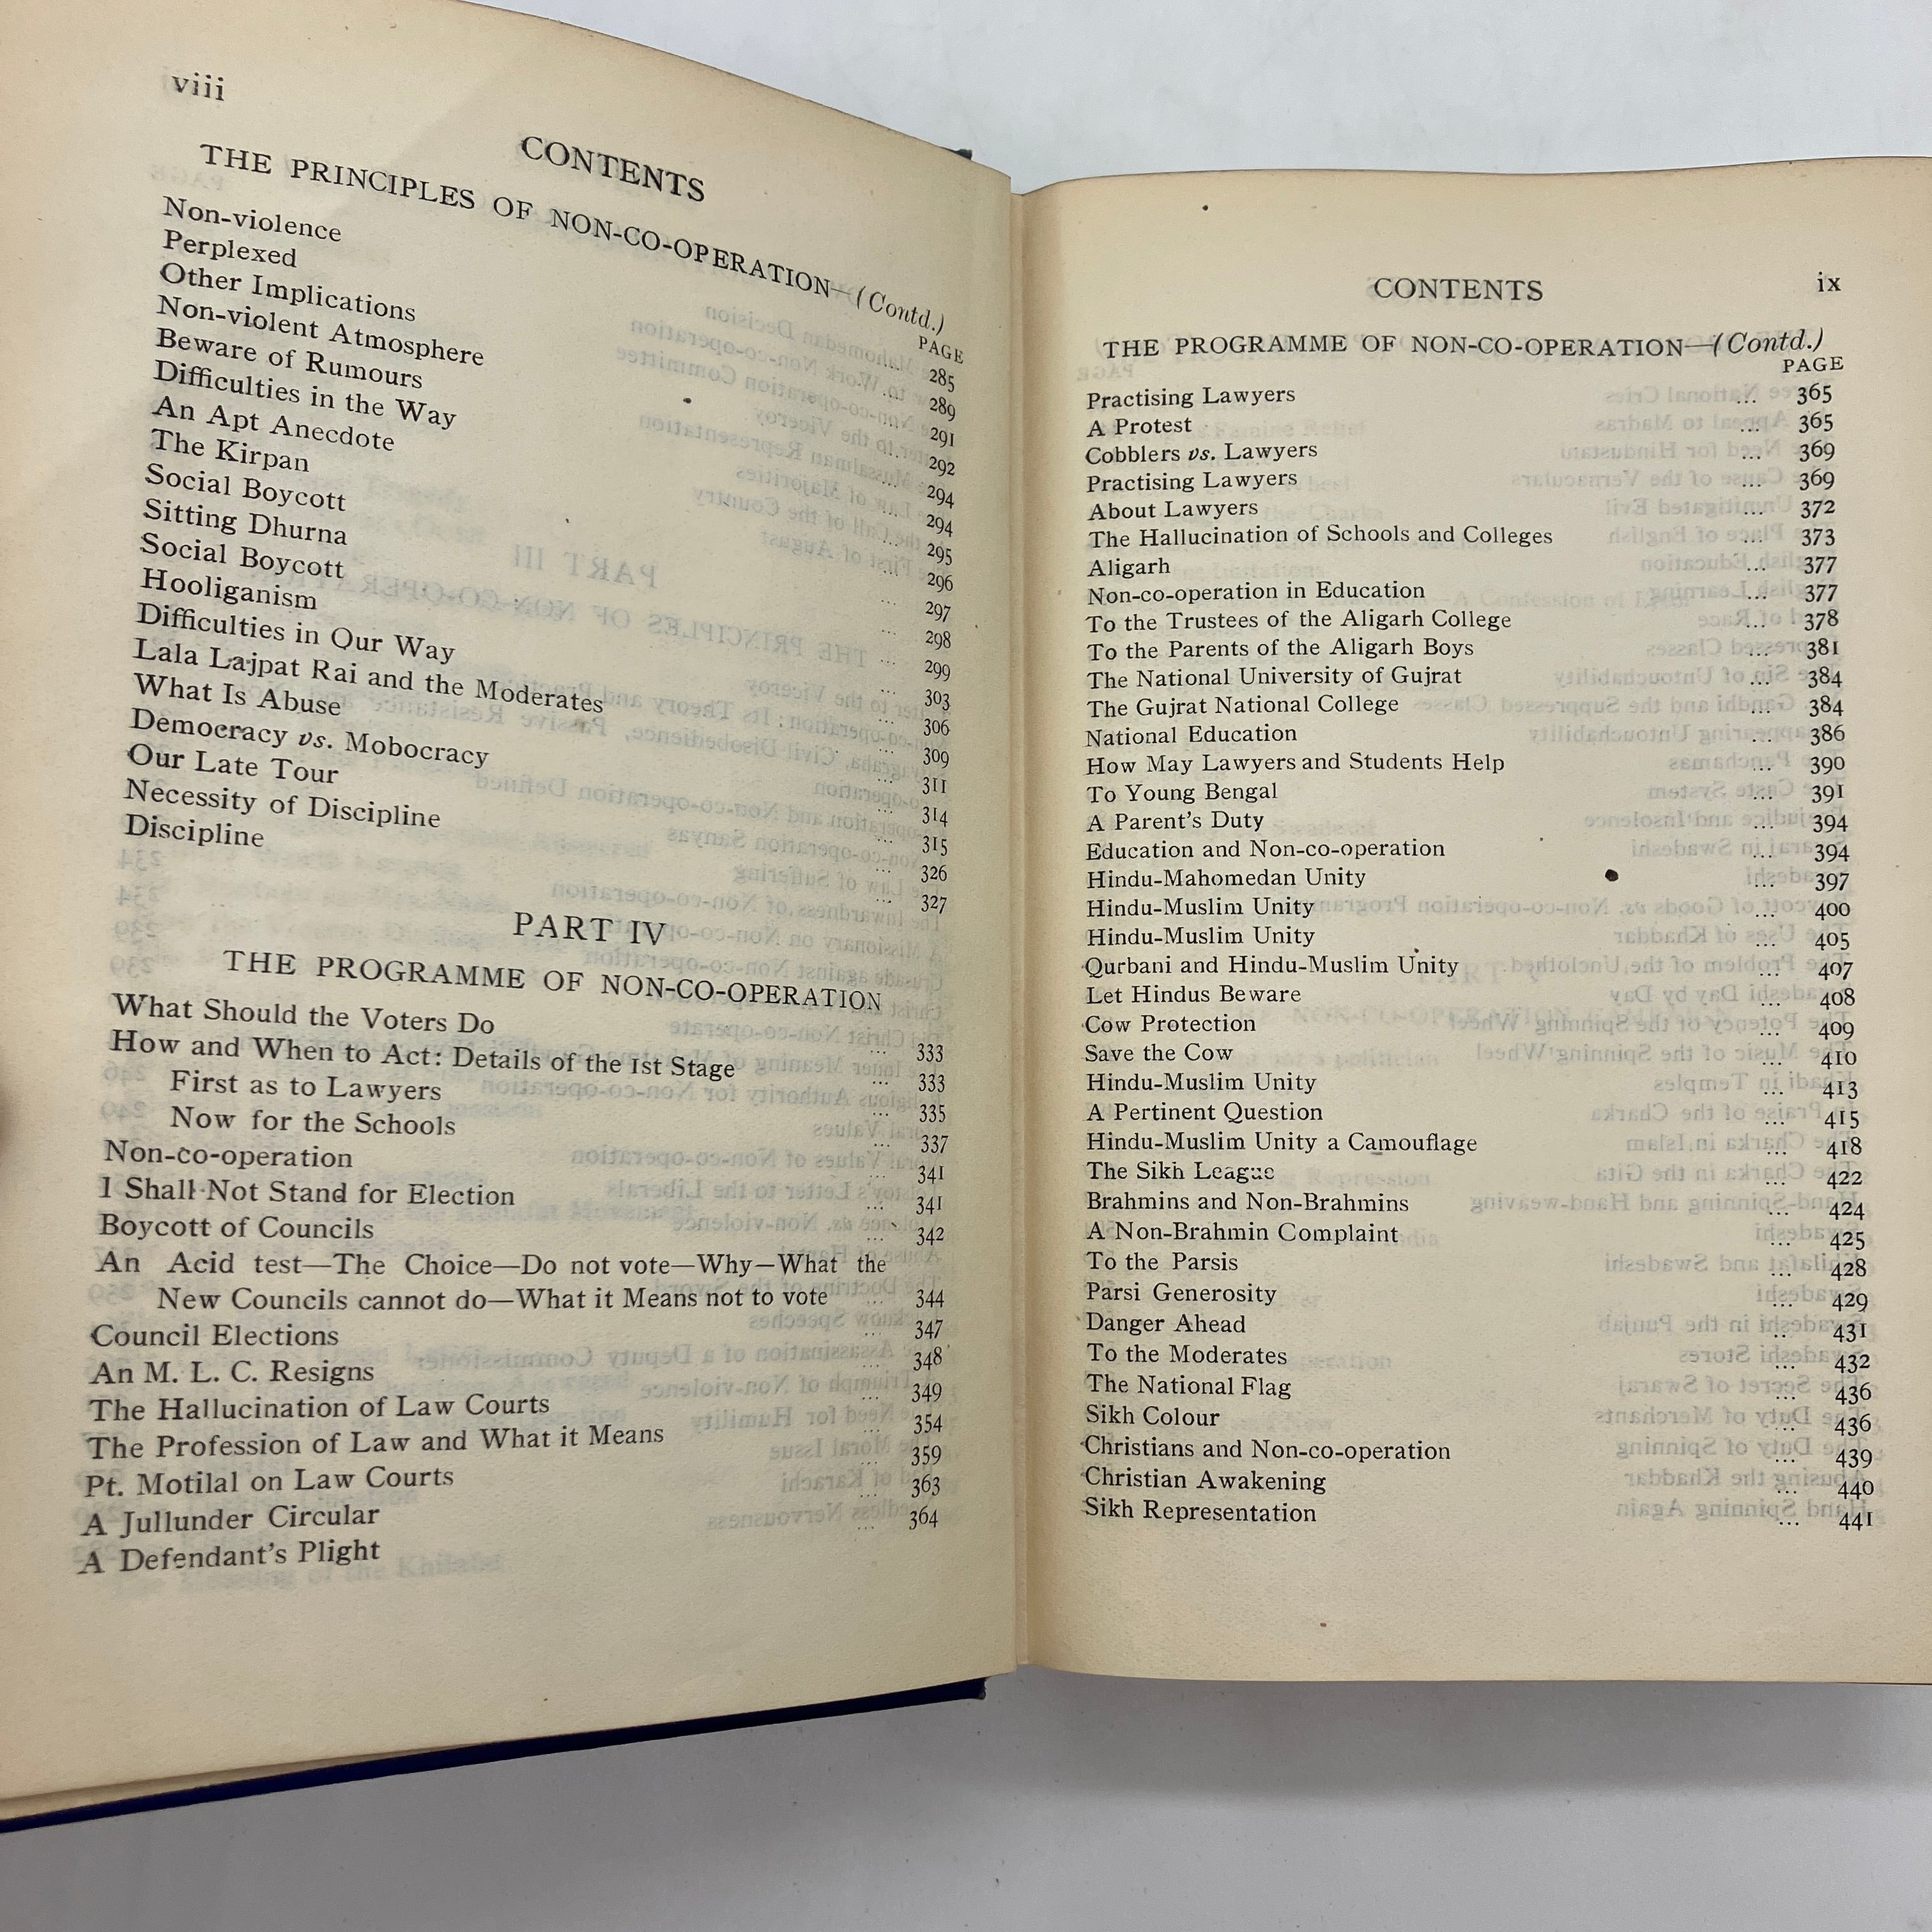 viii
CONTENTS
THE PRINCIPLES OF NON-CO-OPERATION—(Contd.)
PAGE
Non-violence ... 285
Perplexed ... 289
Other Implications ... 291
Non-violent Atmosphere ... 292
Beware of Rumours ... 294
Difficulties in the Way ... 294
An Apt Anecdote ... 295
The Kirpan ... 296
Social Boycott ... 297
Sitting Dhurna ... 298
Social Boycott ... 299
Hooliganism ... 303
Difficulties in Our Way ... 306
Lala Lajpat Rai and the Moderates ... 309
What Is Abuse ... 311
Democracy vs. Mobocracy ... 314
Our Late Tour ... 315
Necessity of Discipline ... 326
Discipline ... 327
PART IV
THE PROGRAMME OF NON-CO-OPERATION
What Should the Voters Do ... 333
How and When to Act: Details of the 1st Stage ... 333
First as to Lawyers ... 335
Now for the Schools ... 337
Non-co-operation ... 341
I Shall Not Stand for Election ... 341
Boycott of Councils ... 342
An Acid test—The Choice—Do not vote—Why—What the
New Councils cannot do—What it Means not to vote ... 344
Council Elections ... 347
An M. L. C. Resigns ... 348
The Hallucination of Law Courts ... 349
The Profession of Law and What it Means ... 354
Pt. Motilal on Law Courts ... 359
A Jullunder Circular ... 363
A Defendant's Plight ... 364
CONTENTS ix
THE PROGRAMME OF NON-CO-OPERATION—(Contd.)
PAGE
Practising Lawyers ... 365
A Protest ... 365
Cobblers vs. Lawyers ... 369
Practising Lawyers ... 369
About Lawyers ... 372
The Hallucination of Schools and Colleges ... 373
Aligarh ... 377
Non-co-operation in Education ... 377
To the Trustees of the Aligarh College ... 378
To the Parents of the Aligarh Boys ... 381
The National University of Gujrat ... 384
The Gujrat National College ... 384
National Education ... 386
How May Lawyers and Students Help ... 390
To Young Bengal ... 391
A Parent's Duty ... 394
Education and Non-co-operation ... 394
Hindu-Mahomedan Unity ... 397
Hindu-Muslim Unity ... 400
Hindu-Muslim Unity ... 405
Qurbani and Hindu-Muslim Unity ... 407
Let Hindus Beware ... 408
Cow Protection ... 409
Save the Cow ... 410
Hindu-Muslim Unity ... 413
A Pertinent Question ... 415
Hindu-Muslim Unity a Camouflage ... 418
The Sikh League ... 422
Brahmins and Non-Brahmins ... 424
A Non-Brahmin Complaint ... 425
To the Parsis ... 428
Parsi Generosity ... 429
Danger Ahead ... 431
To the Moderates ... 432
The National Flag ... 436
Sikh Colour ... 436
Christians and Non-co-operation ... 439
Christian Awakening ... 440
Sikh Representation ... 441